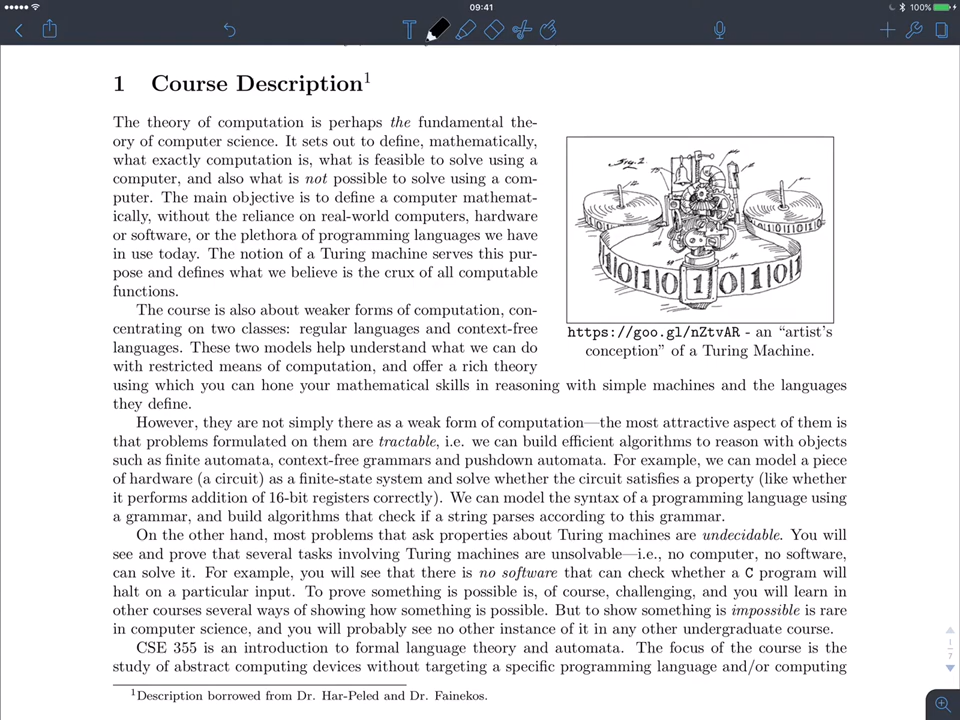 09:41
100%
1 Course Description¹
The theory of computation is perhaps the fundamental the-
ory of computer science. It sets out to define, mathematically,
what exactly computation is, what is feasible to solve using a
computer, and also what is not possible to solve using a com-
puter. The main objective is to define a computer mathemat-
ically, without the reliance on real-world computers, hardware
or software, or the plethora of programming languages we have
in use today. The notion of a Turing machine serves this pur-
pose and defines what we believe is the crux of all computable
functions.
The course is also about weaker forms of computation, con-
centrating on two classes: regular languages and context-free
languages. These two models help understand what we can do
with restricted means of computation, and offer a rich theory
Fig. 2
1 0 1 0 1 0 1 0 1
https://goo.gl/nZtvAR - an “artist’s
conception” of a Turing Machine.
using which you can hone your mathematical skills in reasoning with simple machines and the languages
they define.
However, they are not simply there as a weak form of computation—the most attractive aspect of them is
that problems formulated on them are tractable, i.e. we can build efficient algorithms to reason with objects
such as finite automata, context-free grammars and pushdown automata. For example, we can model a piece
of hardware (a circuit) as a finite-state system and solve whether the circuit satisfies a property (like whether
it performs addition of 16-bit registers correctly). We can model the syntax of a programming language using
a grammar, and build algorithms that check if a string parses according to this grammar.
On the other hand, most problems that ask properties about Turing machines are undecidable. You will
see and prove that several tasks involving Turing machines are unsolvable—i.e., no computer, no software,
can solve it. For example, you will see that there is no software that can check whether a C program will
halt on a particular input. To prove something is possible is, of course, challenging, and you will learn in
other courses several ways of showing how something is possible. But to show something is impossible is rare
in computer science, and you will probably see no other instance of it in any other undergraduate course.
CSE 355 is an introduction to formal language theory and automata. The focus of the course is the
study of abstract computing devices without targeting a specific programming language and/or computing
¹Description borrowed from Dr. Har-Peled and Dr. Fainekos.
1
7